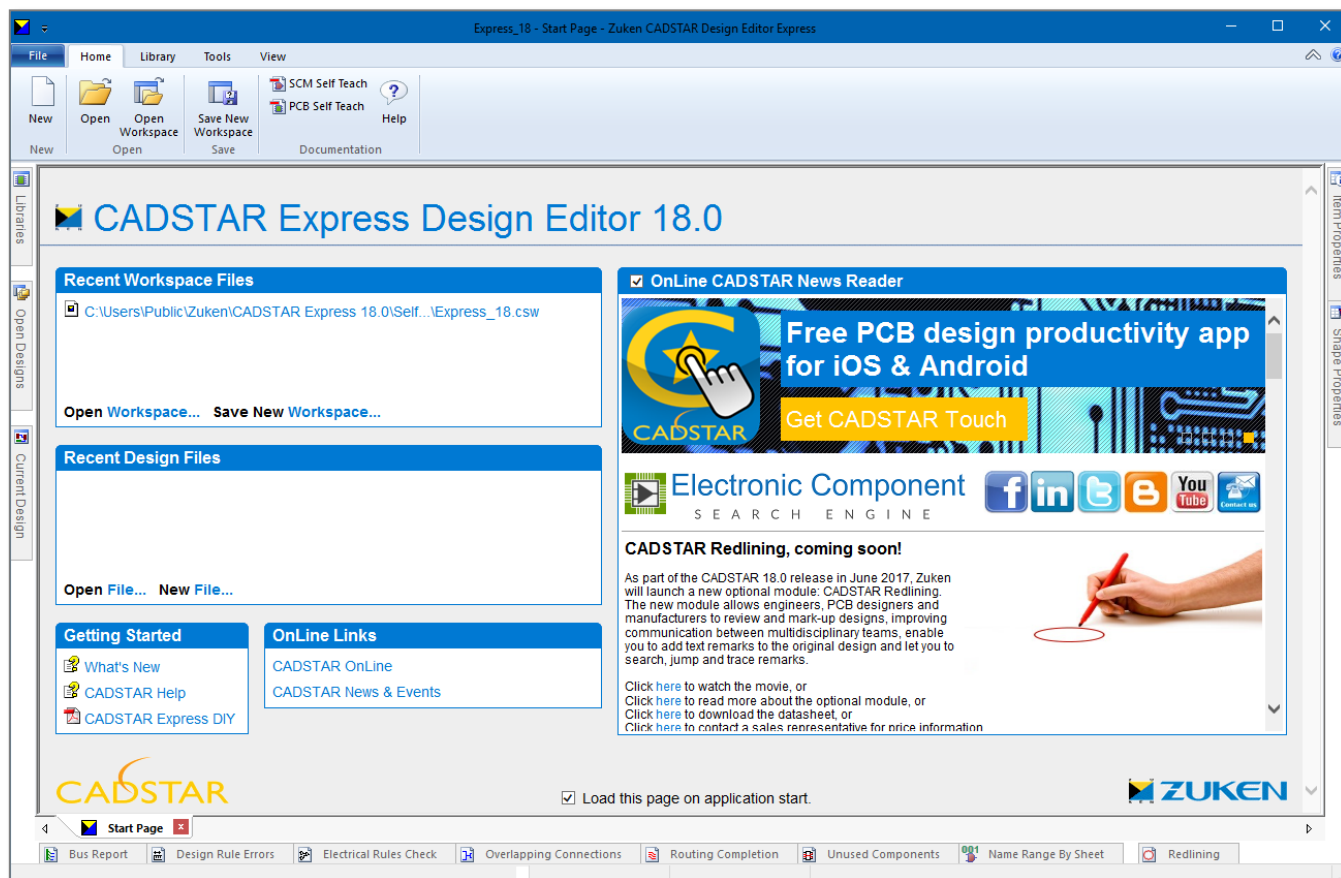 Express_18 - Start Page - Zuken CADSTAR Design Editor Express
File Home Library Tools View
New Open Open Workspace Save New Workspace SCM Self Teach PCB Self Teach Help
New Open Save Documentation
Libraries
Open Designs
Current Design
Item Properties
Shape Properties
CADSTAR Express Design Editor 18.0
Recent Workspace Files
C:\Users\Public\Zuken\CADSTAR Express 18.0\Self...\Express_18.csw
Open Workspace... Save New Workspace...
Recent Design Files
Open File... New File...
Getting Started
What's New
CADSTAR Help
CADSTAR Express DIY
OnLine Links
CADSTAR OnLine
CADSTAR News & Events
OnLine CADSTAR News Reader
CADSTAR
Free PCB design productivity app
for iOS & Android
Get CADSTAR Touch
Electronic Component
SEARCH ENGINE
f in t B You Tube Contact us
CADSTAR Redlining, coming soon!
As part of the CADSTAR 18.0 release in June 2017, Zuken
will launch a new optional module: CADSTAR Redlining.
The new module allows engineers, PCB designers and
manufacturers to review and mark-up designs, improving
communication between multidisciplinary teams, enable
you to add text remarks to the original design and let you to
search, jump and trace remarks.
Click here to watch the movie, or
Click here to read more about the optional module, or
Click here to download the datasheet, or
Click here to contact a sales representative for price information
CADSTAR
Load this page on application start.
ZUKEN
Start Page
Bus Report Design Rule Errors Electrical Rules Check Overlapping Connections Routing Completion Unused Components Name Range By Sheet Redlining